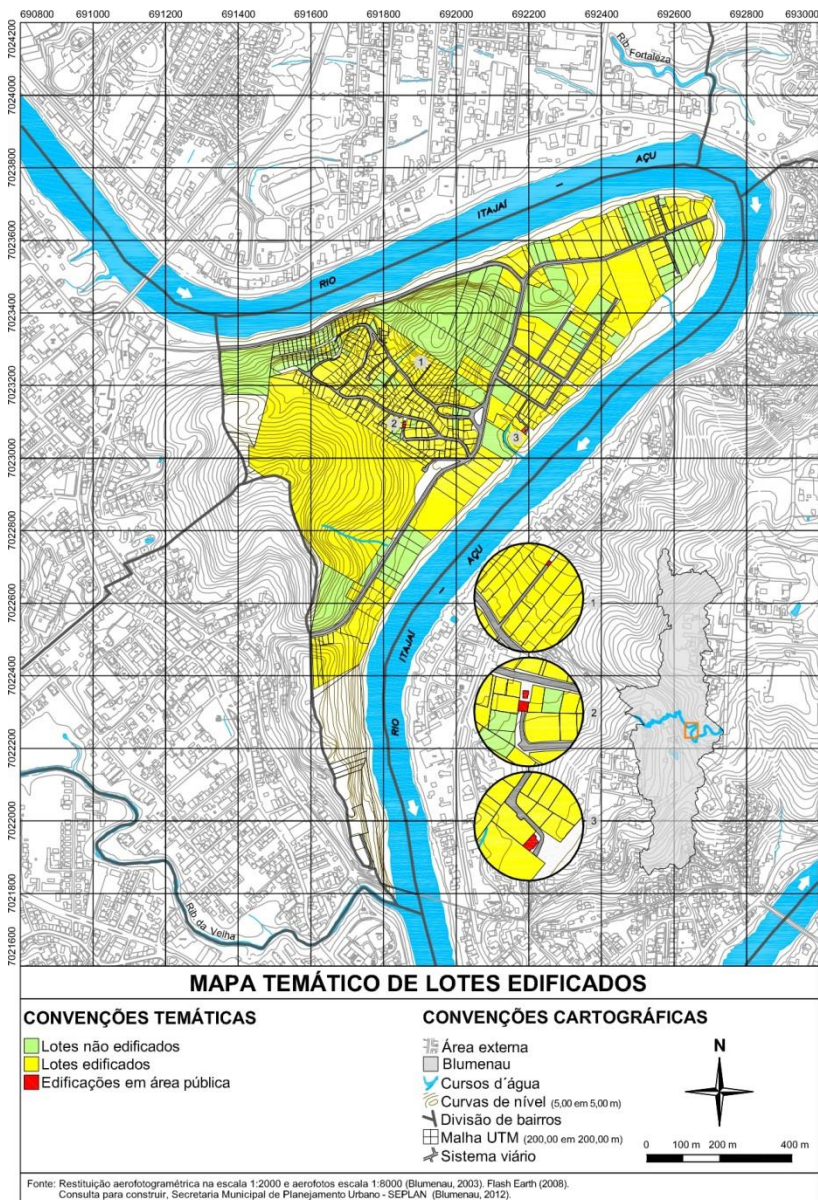 690800 691000 691200 691400 691600 691800 692000 692200 692400 692600 692800 693000
7024200
7024000
7023800
7023600
7023400
7023200
7023000
7022800
7022600
7022400
7022200
7022000
7021800
7021600
Rib. Fortaleza
RIO ITAJAÍ - AÇU
1
2
3
RIO ITAJAÍ - AÇU
1
2
3
Rib da Velha
MAPA TEMÁTICO DE LOTES EDIFICADOS
CONVENÇÕES TEMÁTICAS
Lotes não edificados
Lotes edificados
Edificações em área pública
CONVENÇÕES CARTOGRÁFICAS
Área externa
Blumenau
Cursos d´água
Curvas de nível (5,00 em 5,00 m)
Divisão de bairros
Malha UTM (200,00 em 200,00 m)
Sistema viário
N
0 100 m 200 m 400 m
Fonte: Restituição aerofotogramétrica na escala 1:2000 e aerofotos escala 1:8000 (Blumenau, 2003). Flash Earth (2008).
Consulta para construir, Secretaria Municipal de Planejamento Urbano - SEPLAN (Blumenau, 2012).